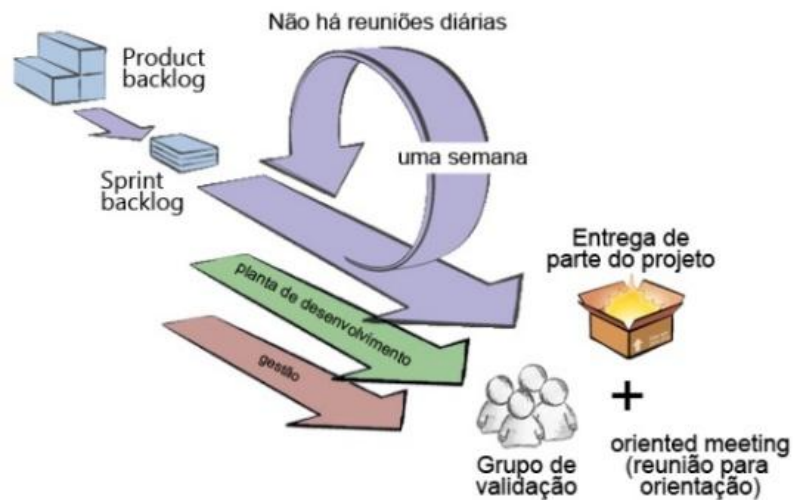 Não há reuniões diárias
Product
backlog
uma semana
Sprint
backlog
Entrega de
parte do projeto
planta de desenvolvimento
gestão
Grupo de
validação
+
oriented meeting
(reunião para
orientação)